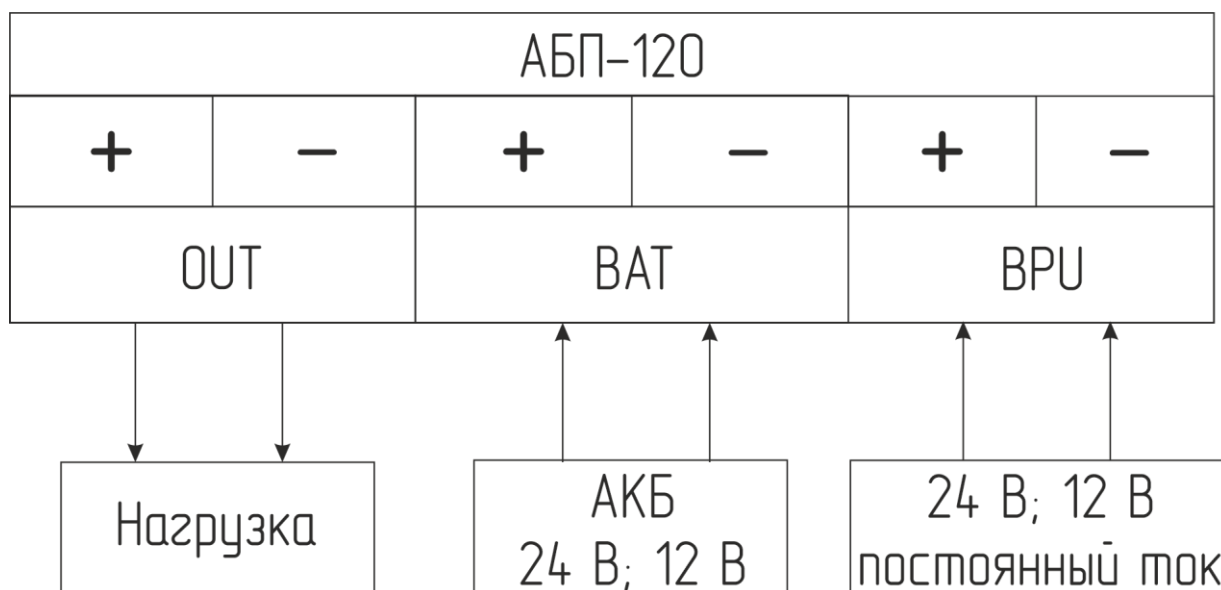 АБП-120
+ − + − + −
OUT BAT BPU
Нагрузка
АКБ
24 В; 12 В
24 В; 12 В
постоянный ток